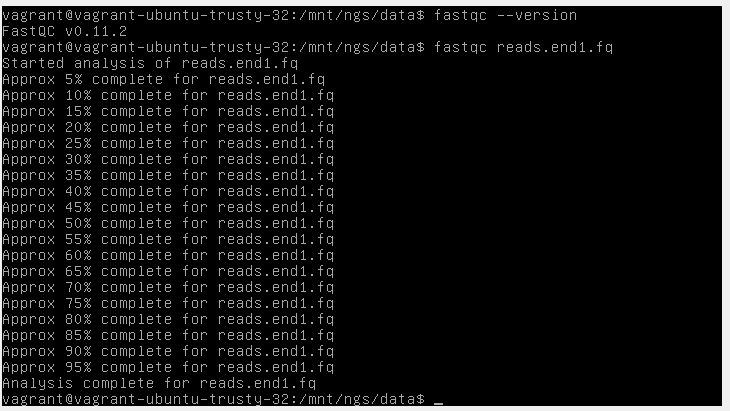 vagrant@vagrant-ubuntu-trusty-32:/mnt/ngs/data$ fastqc --version
FastQC v0.11.2
vagrant@vagrant-ubuntu-trusty-32:/mnt/ngs/data$ fastqc reads.end1.fq
Started analysis of reads.end1.fq
Approx 5% complete for reads.end1.fq
Approx 10% complete for reads.end1.fq
Approx 15% complete for reads.end1.fq
Approx 20% complete for reads.end1.fq
Approx 25% complete for reads.end1.fq
Approx 30% complete for reads.end1.fq
Approx 35% complete for reads.end1.fq
Approx 40% complete for reads.end1.fq
Approx 45% complete for reads.end1.fq
Approx 50% complete for reads.end1.fq
Approx 55% complete for reads.end1.fq
Approx 60% complete for reads.end1.fq
Approx 65% complete for reads.end1.fq
Approx 70% complete for reads.end1.fq
Approx 75% complete for reads.end1.fq
Approx 80% complete for reads.end1.fq
Approx 85% complete for reads.end1.fq
Approx 90% complete for reads.end1.fq
Approx 95% complete for reads.end1.fq
Analysis complete for reads.end1.fq
vagrant@vagrant-ubuntu-trusty-32:/mnt/ngs/data$ _